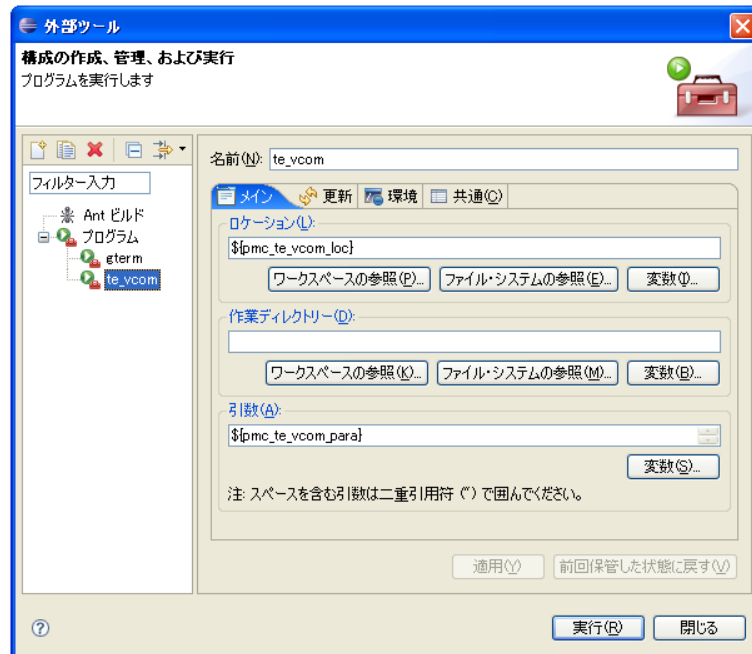 外部ツール
構成の作成、管理、および実行
プログラムを実行します
フィルター入力
Ant ビルド
プログラム
gterm
te_vcom
名前(N): te_vcom
メイン 更新 環境 共通(C)
ロケーション(L):
${pmc_te_vcom_loc}
ワークスペースの参照(P)... ファイル・システムの参照(E)... 変数(I)...
作業ディレクトリー(D):
ワークスペースの参照(K)... ファイル・システムの参照(M)... 変数(B)...
引数(A):
${pmc_te_vcom_para}
変数(S)...
注: スペースを含む引数は二重引用符 (") で囲んでください。
適用(Y) 前回保管した状態に戻す(V)
実行(R) 閉じる